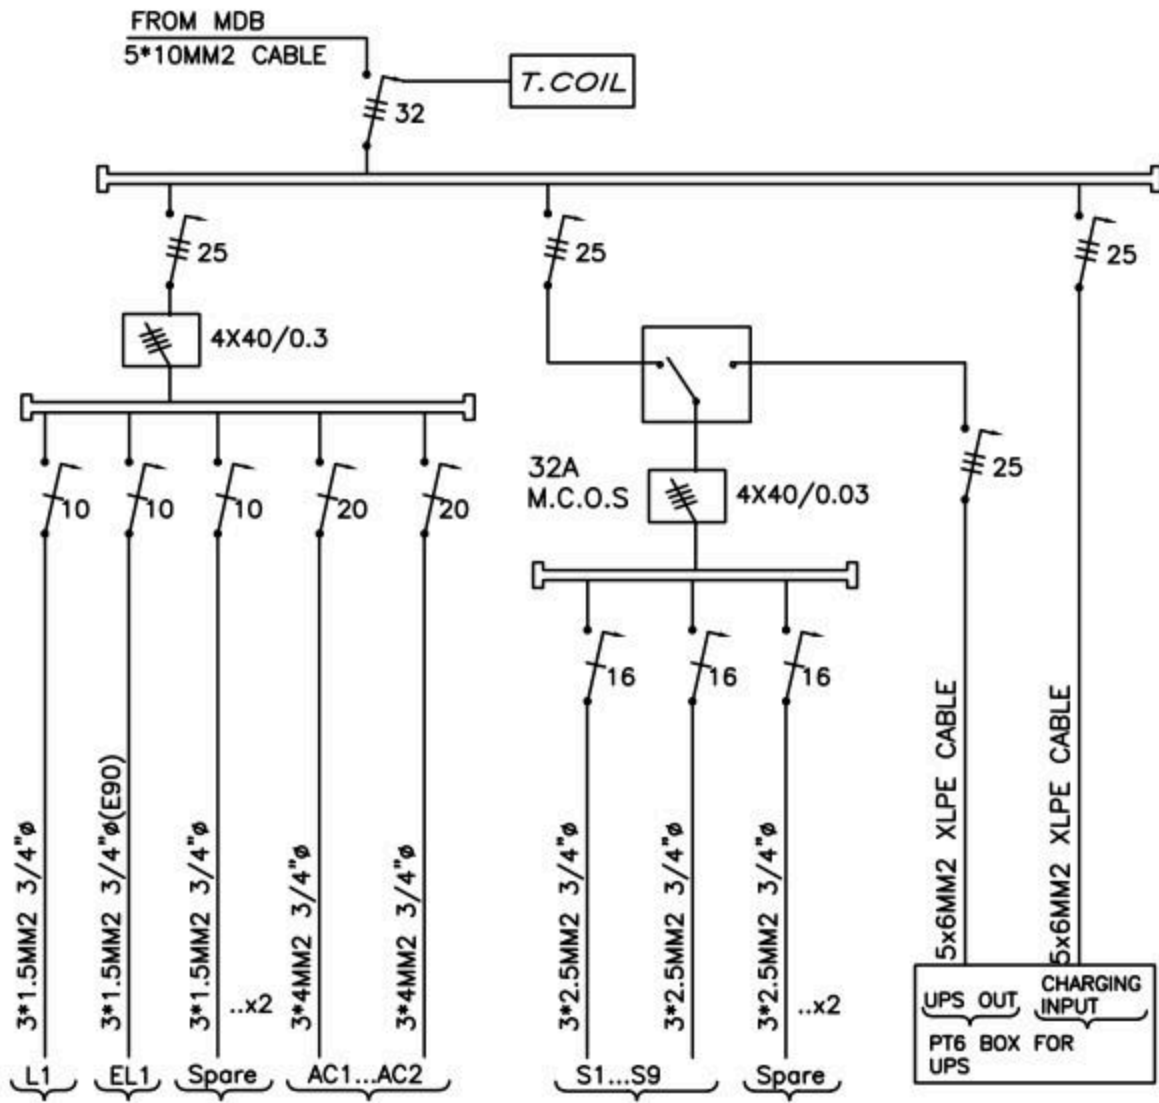 FROM MDB
5*10MM2 CABLE
T.COIL
32
25
25
25
4X40/0.3
10
10
10
20
20
32A
M.C.O.S
4X40/0.03
25
16
16
16
3*1.5MM2 3/4"ø
3*1.5MM2 3/4"ø(E90)
3*1.5MM2 3/4"ø
..x2
3*4MM2 3/4"ø
3*4MM2 3/4"ø
3*2.5MM2 3/4"ø
3*2.5MM2 3/4"ø
3*2.5MM2 3/4"ø
..x2
5x6MM2 XLPE CABLE
5x6MM2 XLPE CABLE
L1
EL1
Spare
AC1...AC2
S1...S9
Spare
UPS OUT
CHARGING
INPUT
PT6 BOX FOR
UPS